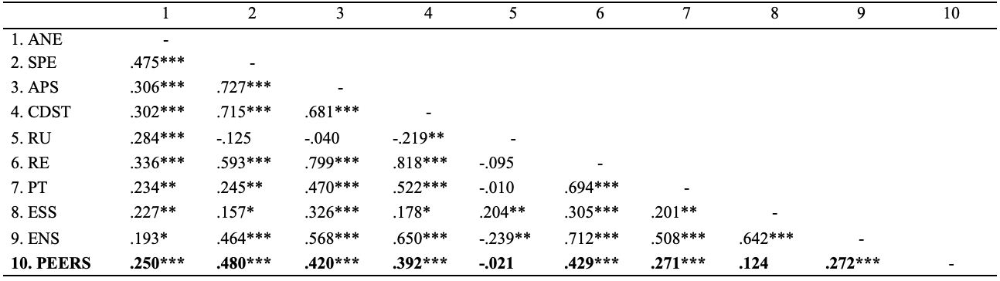 1 2 3 4 5 6 7 8 9 10
1. ANE -
2. SPE .475*** -
3. APS .306*** .727*** -
4. CDST .302*** .715*** .681*** -
5. RU .284*** -.125 -.040 -.219** -
6. RE .336*** .593*** .799*** .818*** -.095 -
7. PT .234** .245** .470*** .522*** -.010 .694*** -
8. ESS .227** .157* .326*** .178* .204** .305*** .201** -
9. ENS .193* .464*** .568*** .650*** -.239** .712*** .508*** .642*** -
10. PEERS .250*** .480*** .420*** .392*** -.021 .429*** .271*** .124 .272*** -